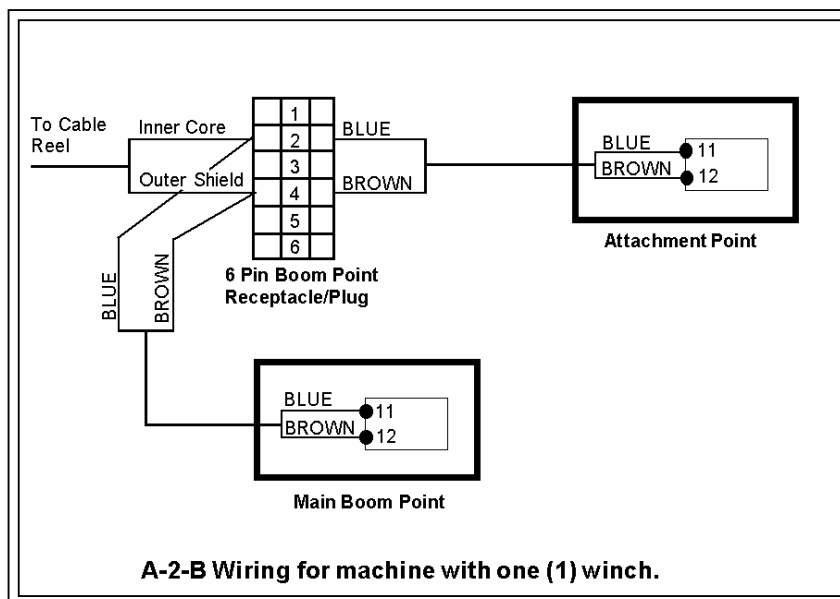 To Cable
Reel
Inner Core
Outer Shield
1
2
3
4
5
6
BLUE
BROWN
6 Pin Boom Point
Receptacle/Plug
BLUE
BROWN
11
12
Attachment Point
BLUE
BROWN
BLUE
BROWN
11
12
Main Boom Point
A-2-B Wiring for machine with one (1) winch.